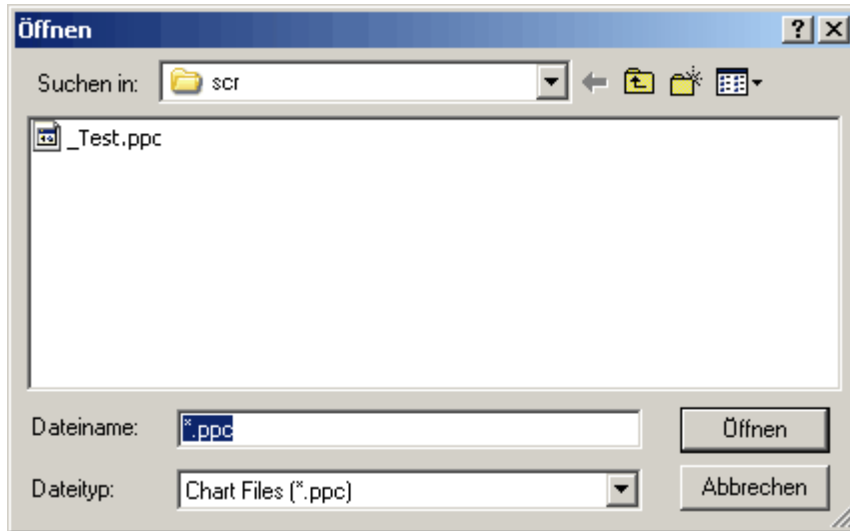 Öffnen
Suchen in: scr
_Test.ppc
Dateiname: *.ppc Öffnen
Dateityp: Chart Files (*.ppc) Abbrechen